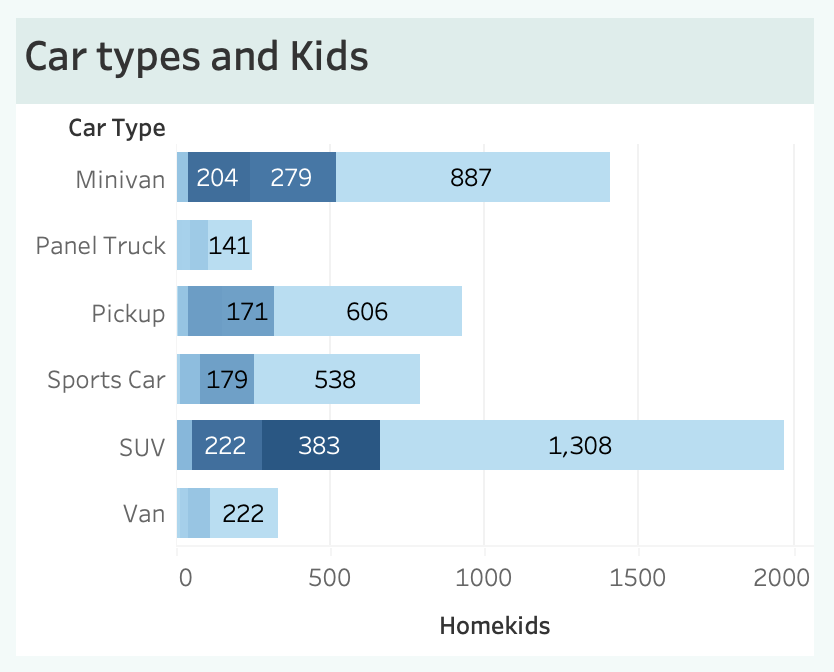 Car types and Kids
Car Type
Minivan 204 279 887
Panel Truck 141
Pickup 171 606
Sports Car 179 538
SUV 222 383 1,308
Van 222
0 500 1000 1500 2000
Homekids